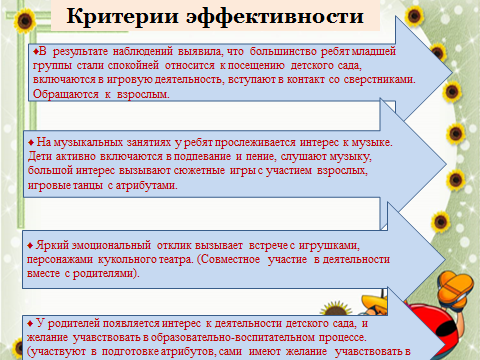 Критерии эффективности
♦В результате наблюдений выявила, что большинство ребят младшей
группы стали спокойней относится к посещению детского сада,
включаются в игровую деятельность, вступают в контакт со сверстниками.
Обращаются к взрослым.
♦ На музыкальных занятиях у ребят прослеживается интерес к музыке.
Дети активно включаются в подпевание и пение, слушают музыку,
большой интерес вызывают сюжетные игры с участием взрослых,
игровые танцы с атрибутами.
♦ Яркий эмоциональный отклик вызывает встрече с игрушками,
персонажами кукольного театра. (Совместное участие в деятельности
вместе с родителями).
♦ У родителей появляется интерес к деятельности детского сада, и
желание учавствовать в образовательно-воспитательном процессе.
(участвуют в подготовке атрибутов, сами имеют желание учавствовать в